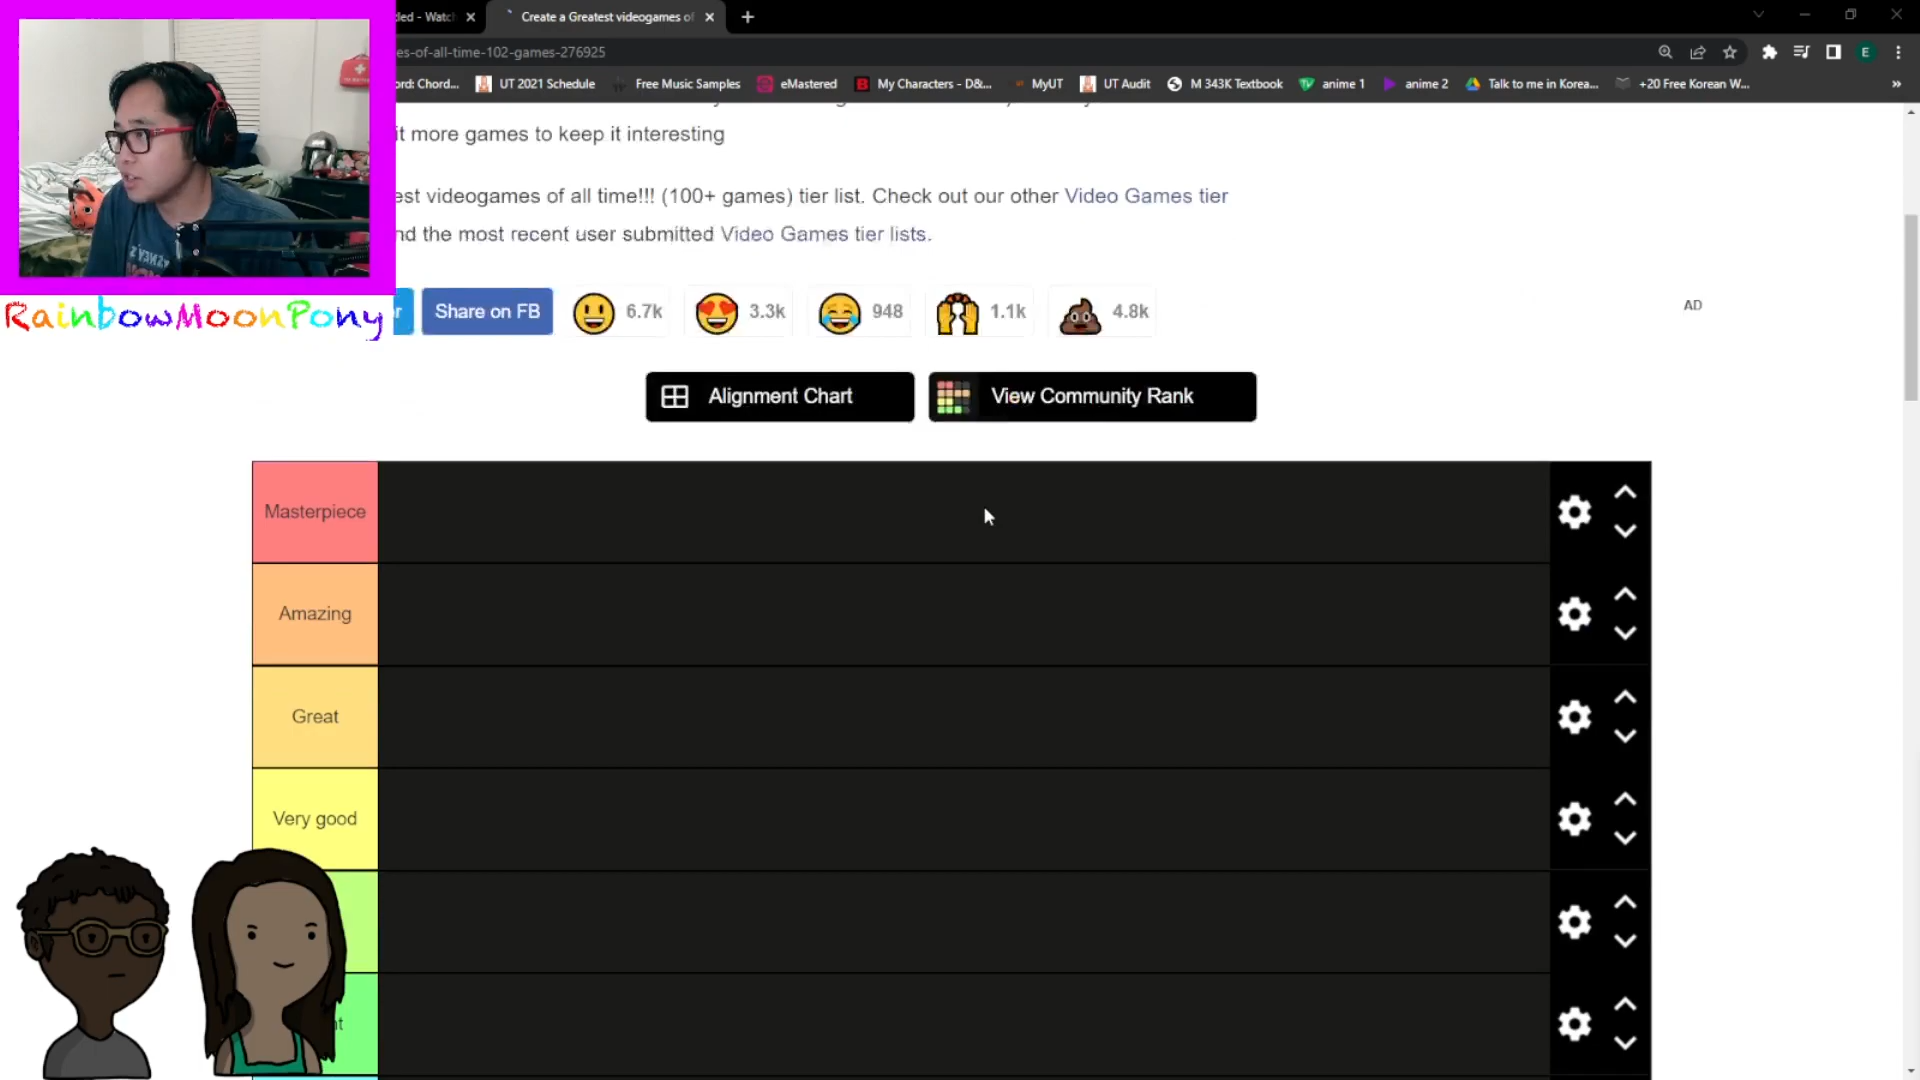 ded - Watch
Create a Greatest videogames of
es-of-all-time-102-games-276925
E
ord: Chord...
UT 2021 Schedule
Free Music Samples
eMastered
My Characters - D&...
MyUT
UT Audit
M 343K Textbook
anime 1
anime 2
Talk to me in Korea...
+20 Free Korean W...
»
it more games to keep it interesting
est videogames of all time!!! (100+ games) tier list. Check out our other Video Games tier
nd the most recent user submitted Video Games tier lists.
RainbowMoonPony
r
Share on FB
6.7k
3.3k
948
1.1k
4.8k
AD
Alignment Chart
View Community Rank
Masterpiece
Amazing
Great
Very good
nt